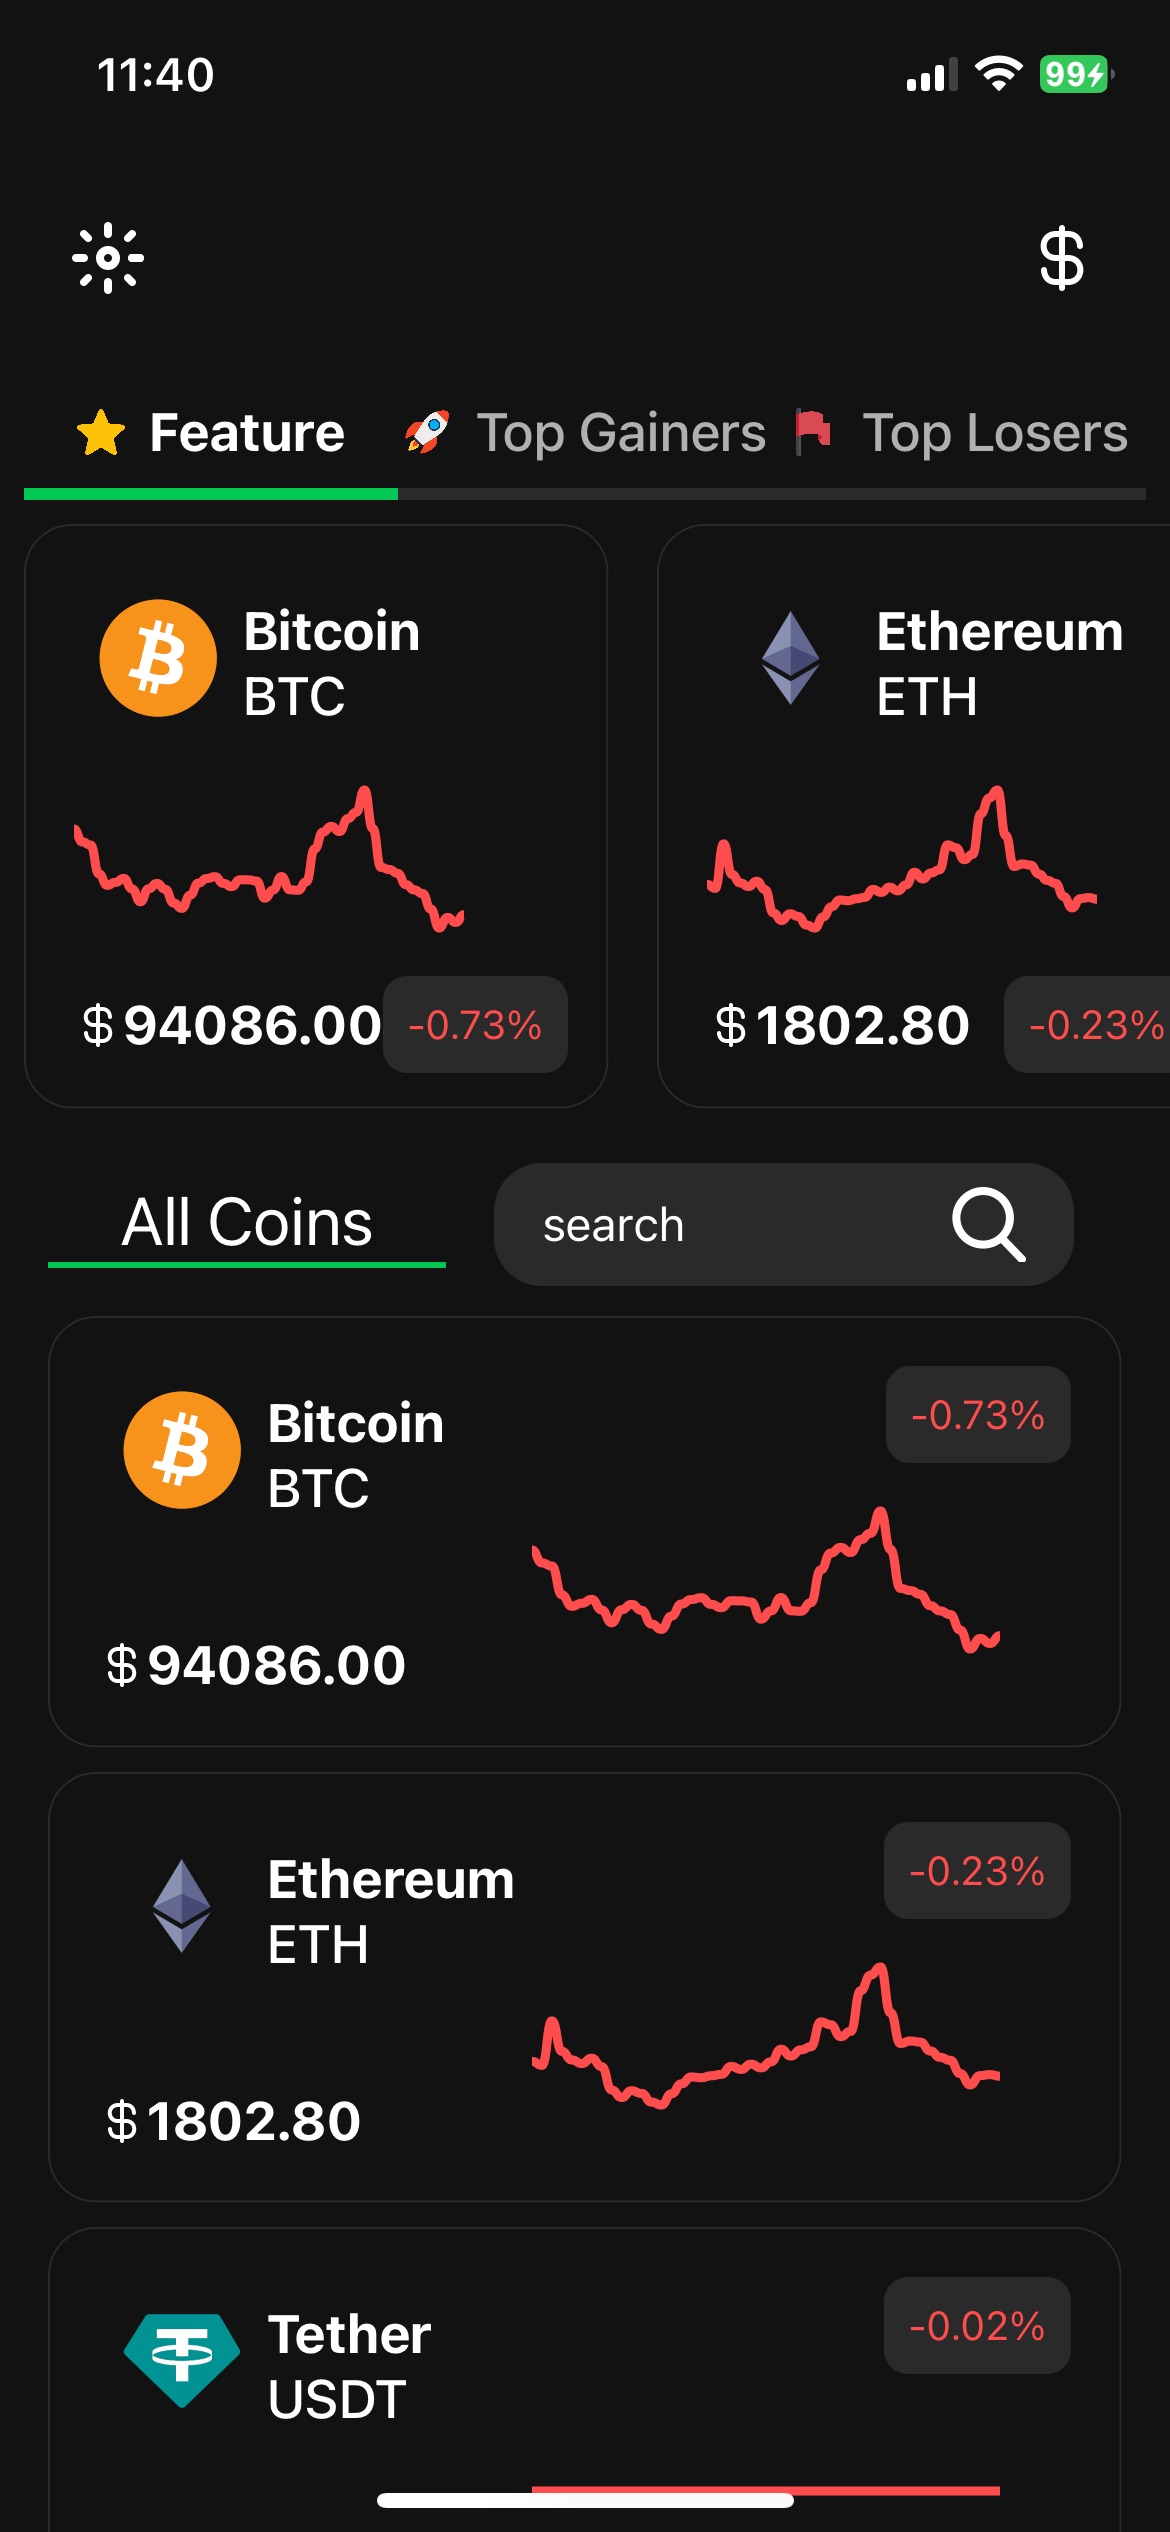 11:40
99
$
Feature
Top Gainers
Top Losers
Bitcoin
BTC
$ 94086.00
-0.73%
Ethereum
ETH
$ 1802.80
-0.23%
All Coins
search
Bitcoin
BTC
-0.73%
$ 94086.00
Ethereum
ETH
-0.23%
$ 1802.80
Tether
USDT
-0.02%